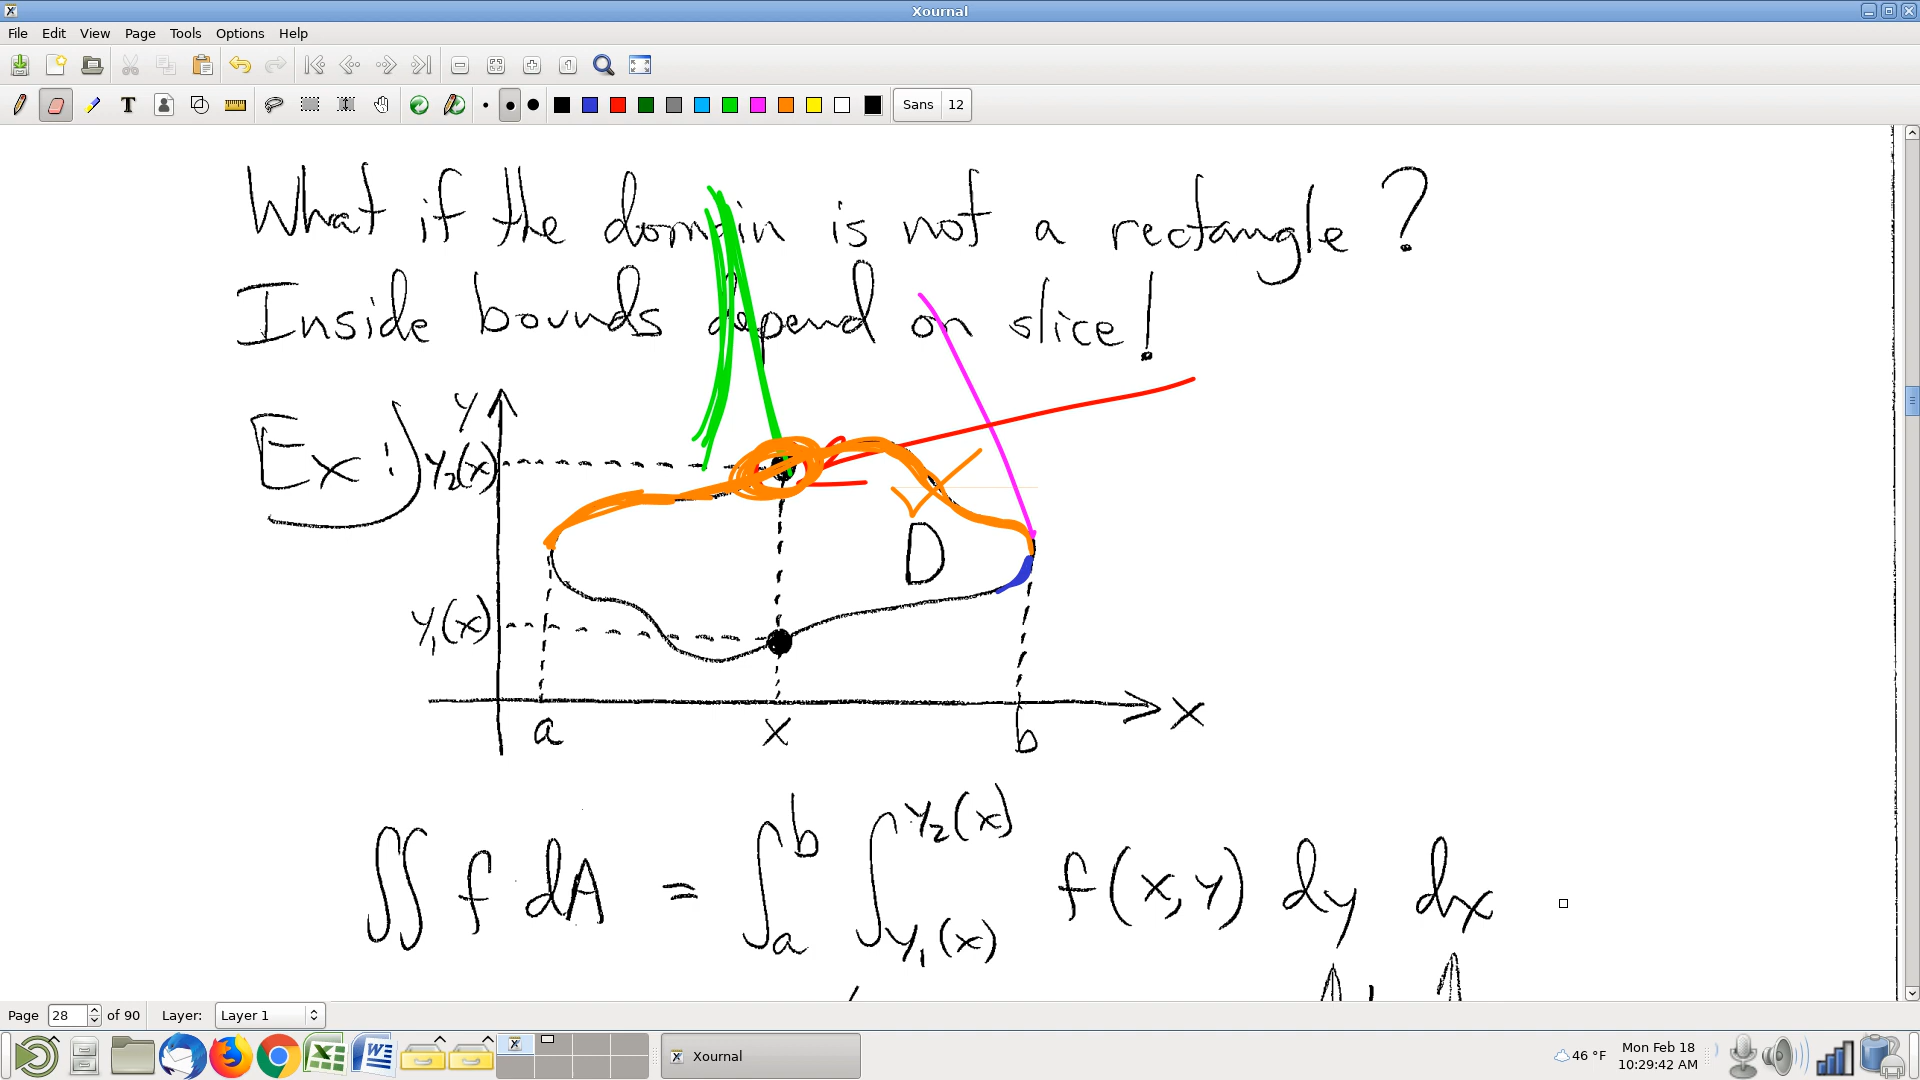 Xournal
File Edit View Page Tools Options Help
Sans 12
What if the domain is not a rectangle?
Inside bounds depend on slice!
Ex:)
y
y₂(x)
D
y₁(x)
a x b x
∬ f dA = ∫_a^b ∫_{y₁(x)}^{y₂(x)} f(x,y) dy dx
Page 28 of 90 Layer: Layer 1
Xournal
46 °F
Mon Feb 18
10:29:42 AM